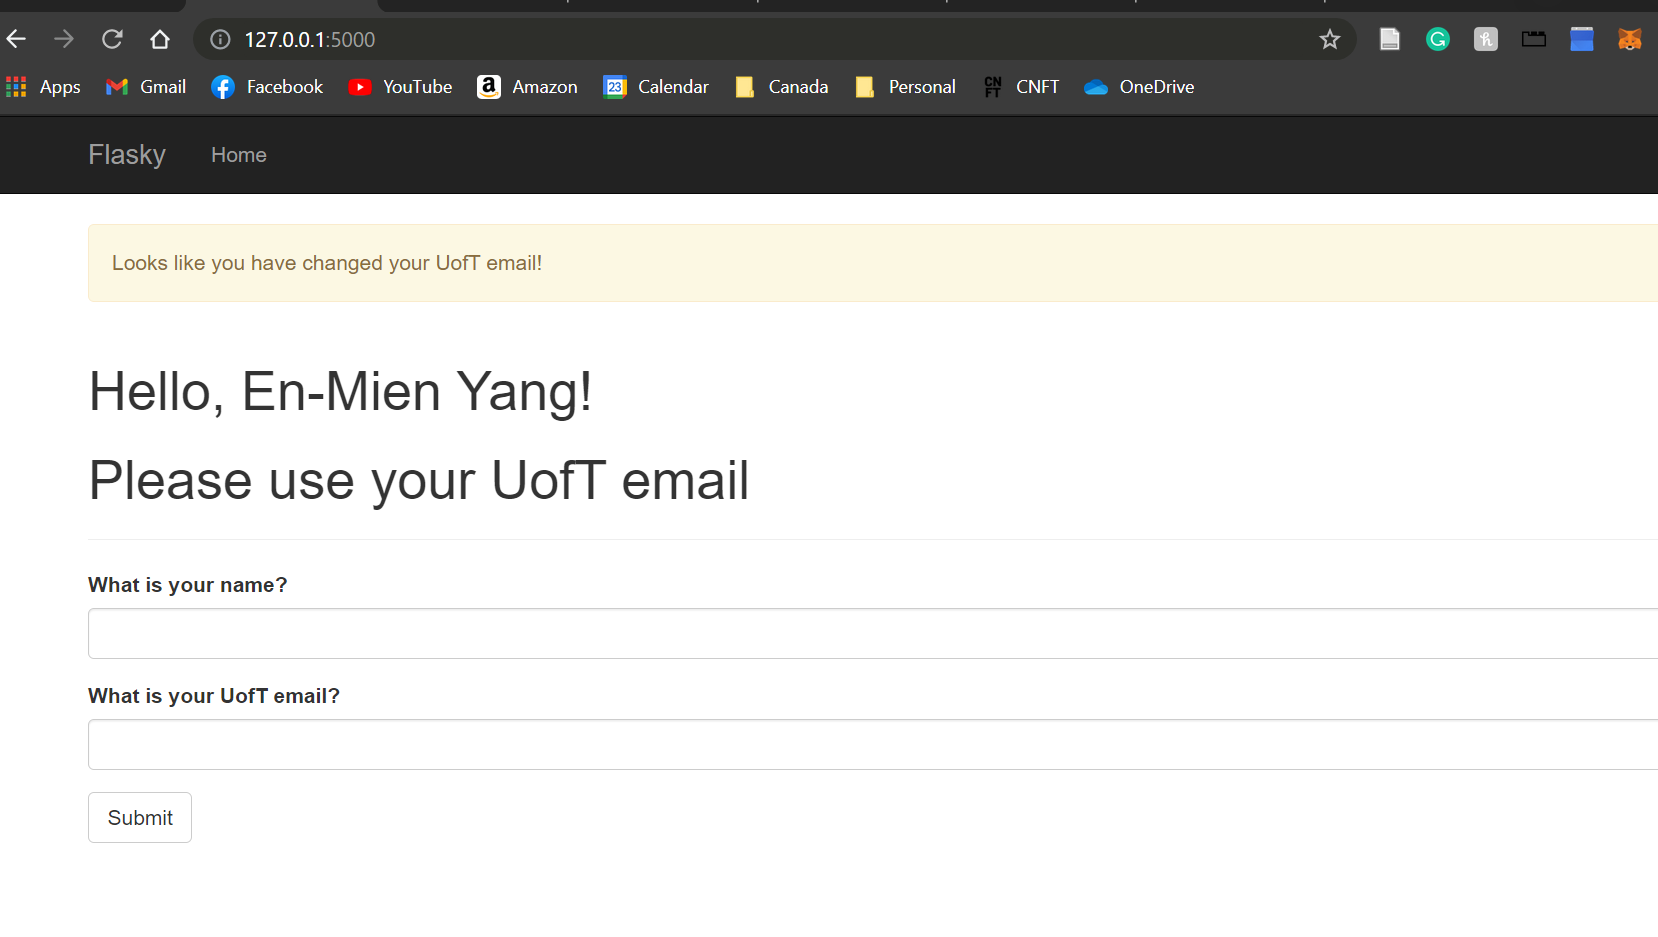 127.0.0.1:5000
Apps Gmail Facebook YouTube a Amazon 23 Calendar Canada Personal CNFT CNFT OneDrive
Flasky Home
Looks like you have changed your UofT email!
Hello, En-Mien Yang!
Please use your UofT email
What is your name?
What is your UofT email?
Submit